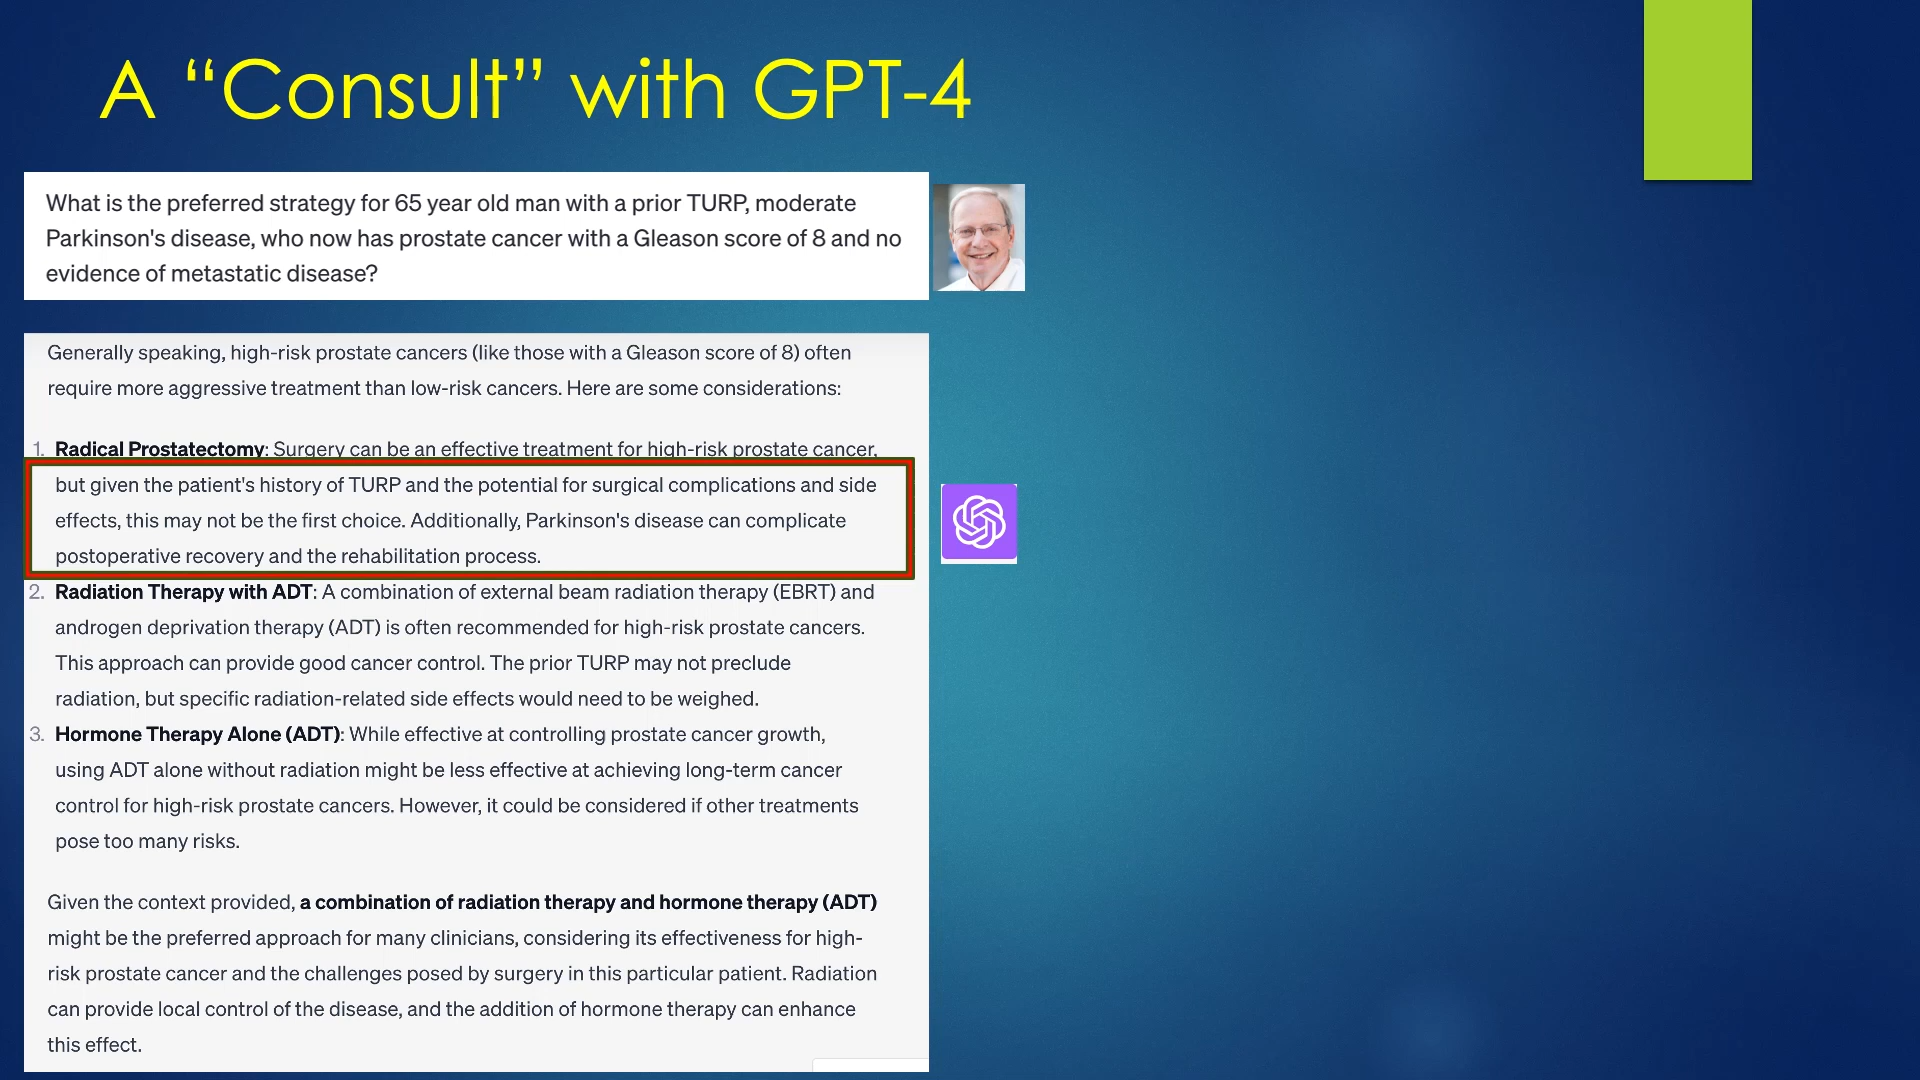 A “Consult” with GPT-4
What is the preferred strategy for 65 year old man with a prior TURP, moderate
Parkinson's disease, who now has prostate cancer with a Gleason score of 8 and no
evidence of metastatic disease?
Generally speaking, high-risk prostate cancers (like those with a Gleason score of 8) often
require more aggressive treatment than low-risk cancers. Here are some considerations:
1. Radical Prostatectomy: Surgery can be an effective treatment for high-risk prostate cancer,
but given the patient's history of TURP and the potential for surgical complications and side
effects, this may not be the first choice. Additionally, Parkinson's disease can complicate
postoperative recovery and the rehabilitation process.
2. Radiation Therapy with ADT: A combination of external beam radiation therapy (EBRT) and
androgen deprivation therapy (ADT) is often recommended for high-risk prostate cancers.
This approach can provide good cancer control. The prior TURP may not preclude
radiation, but specific radiation-related side effects would need to be weighed.
3. Hormone Therapy Alone (ADT): While effective at controlling prostate cancer growth,
using ADT alone without radiation might be less effective at achieving long-term cancer
control for high-risk prostate cancers. However, it could be considered if other treatments
pose too many risks.
Given the context provided, a combination of radiation therapy and hormone therapy (ADT)
might be the preferred approach for many clinicians, considering its effectiveness for high-
risk prostate cancer and the challenges posed by surgery in this particular patient. Radiation
can provide local control of the disease, and the addition of hormone therapy can enhance
this effect.